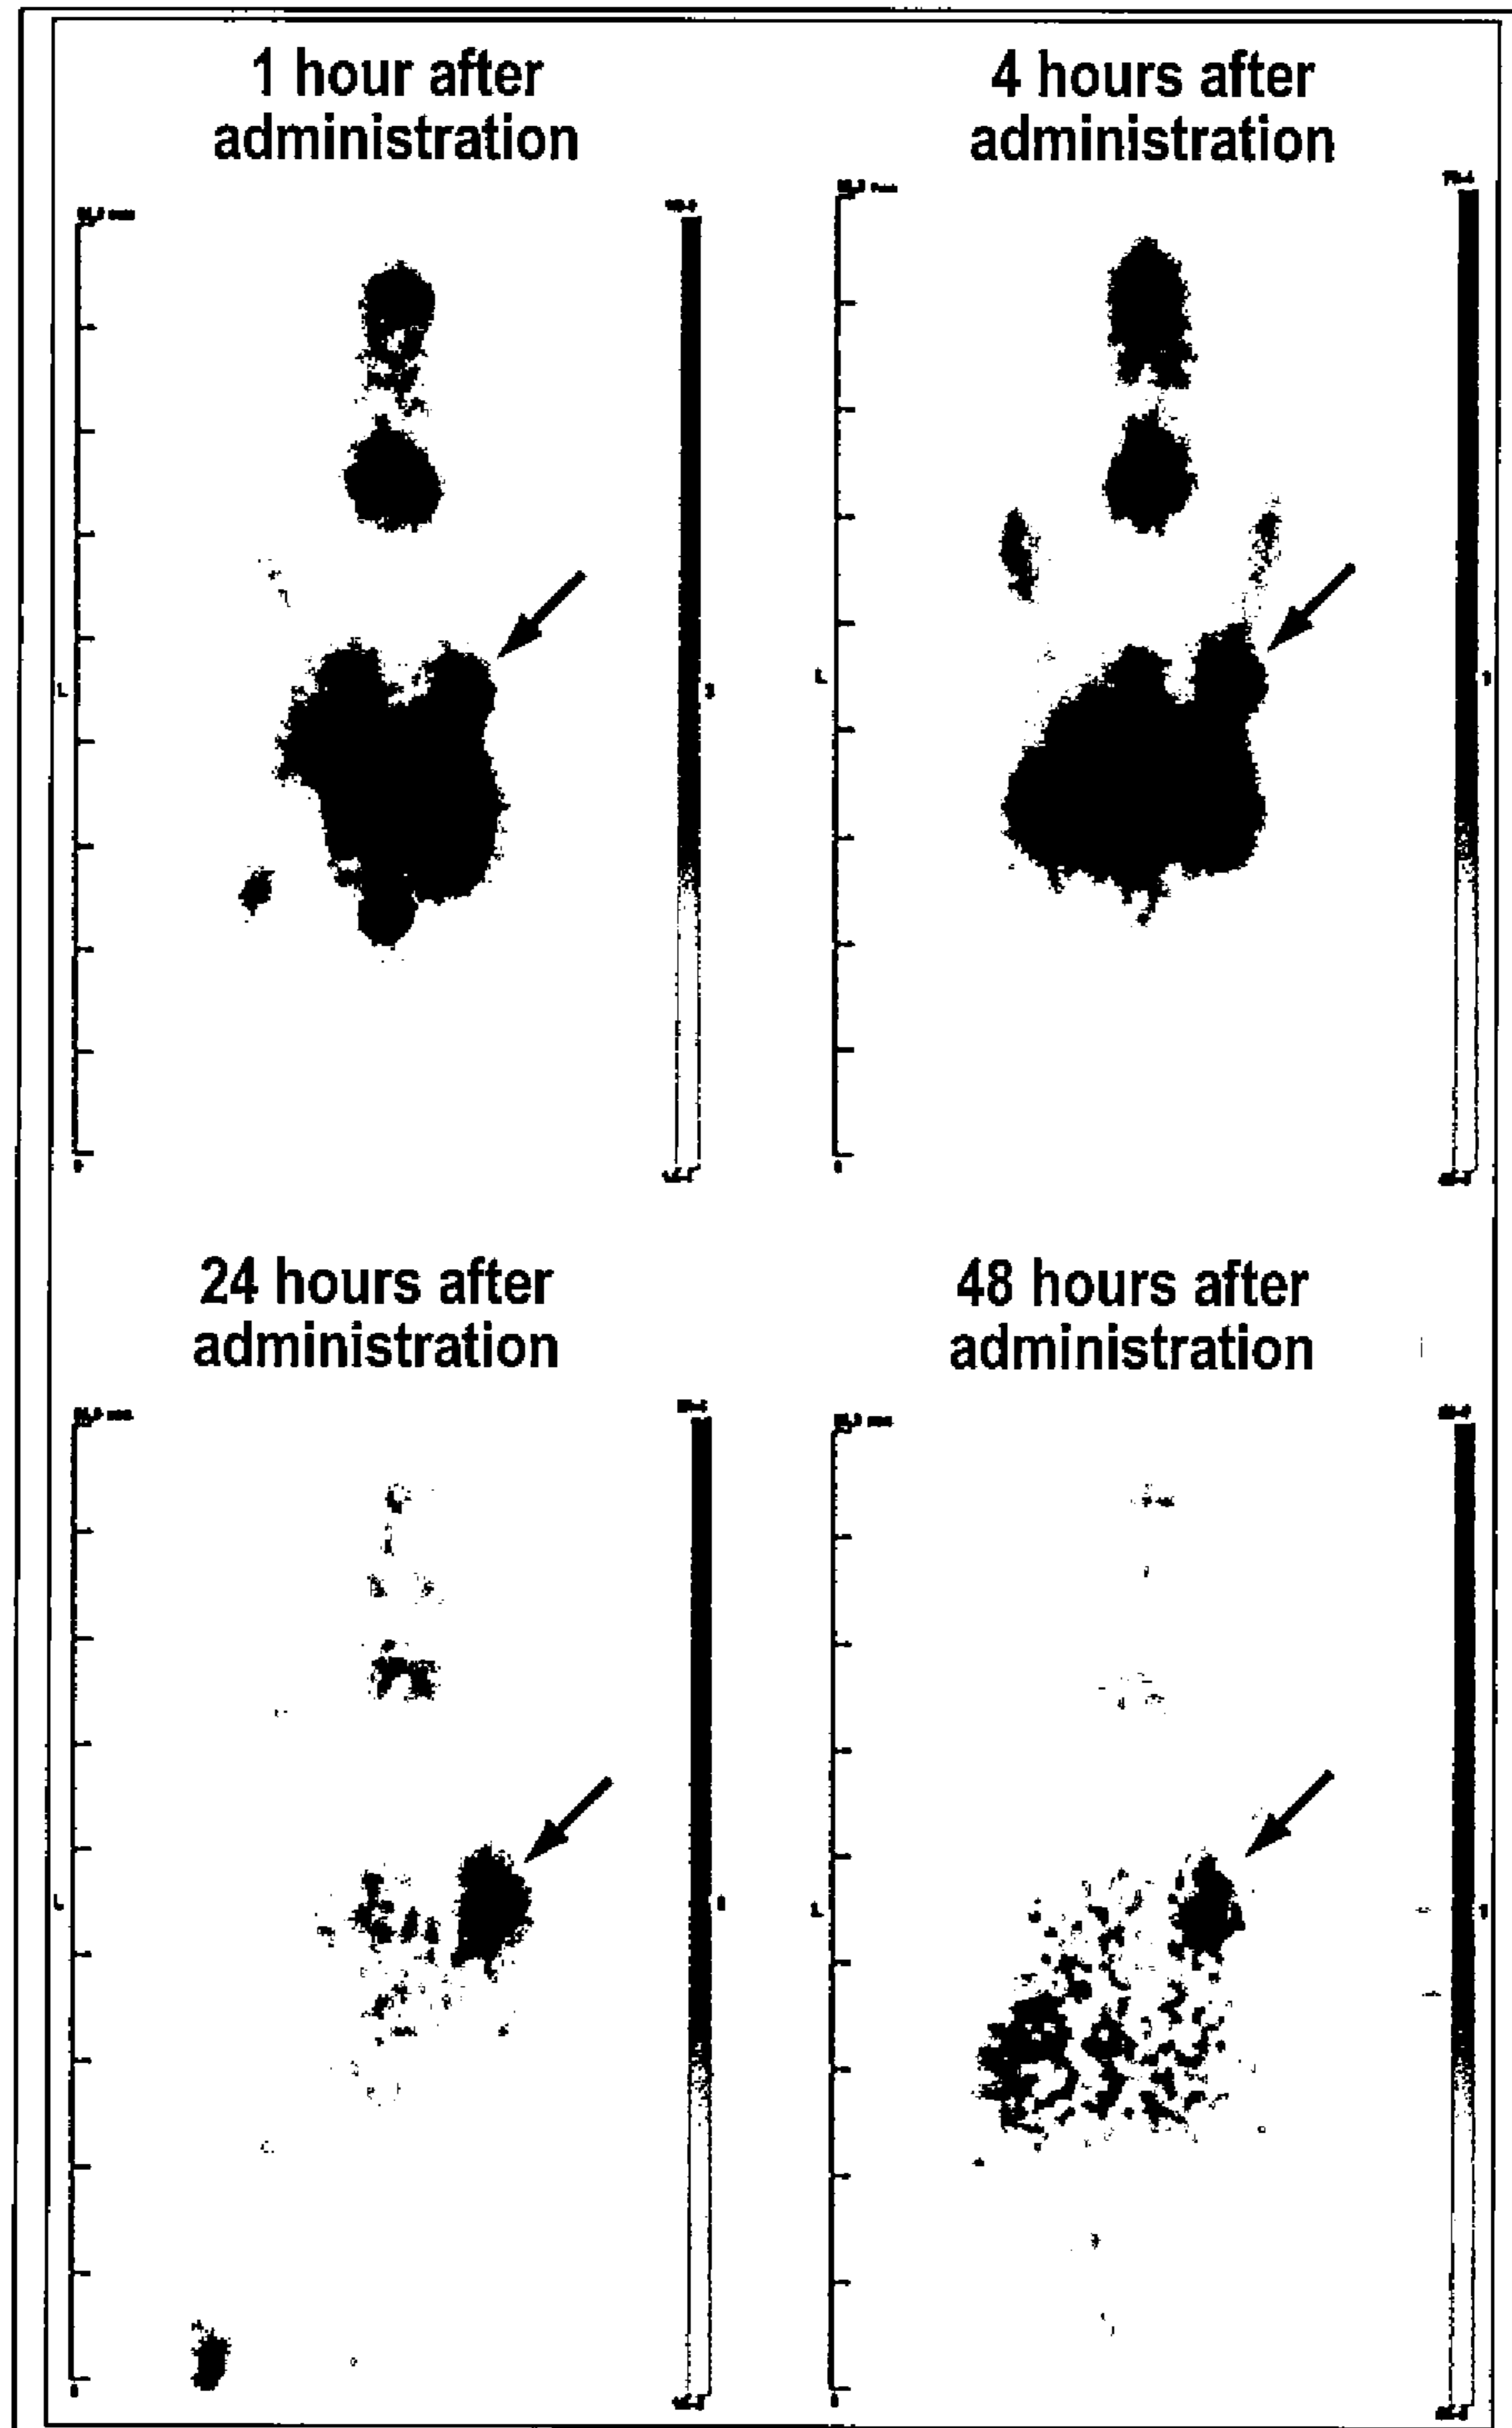 1 hour after
administration
4 hours after
administration
24 hours after
administration
48 hours after
administration